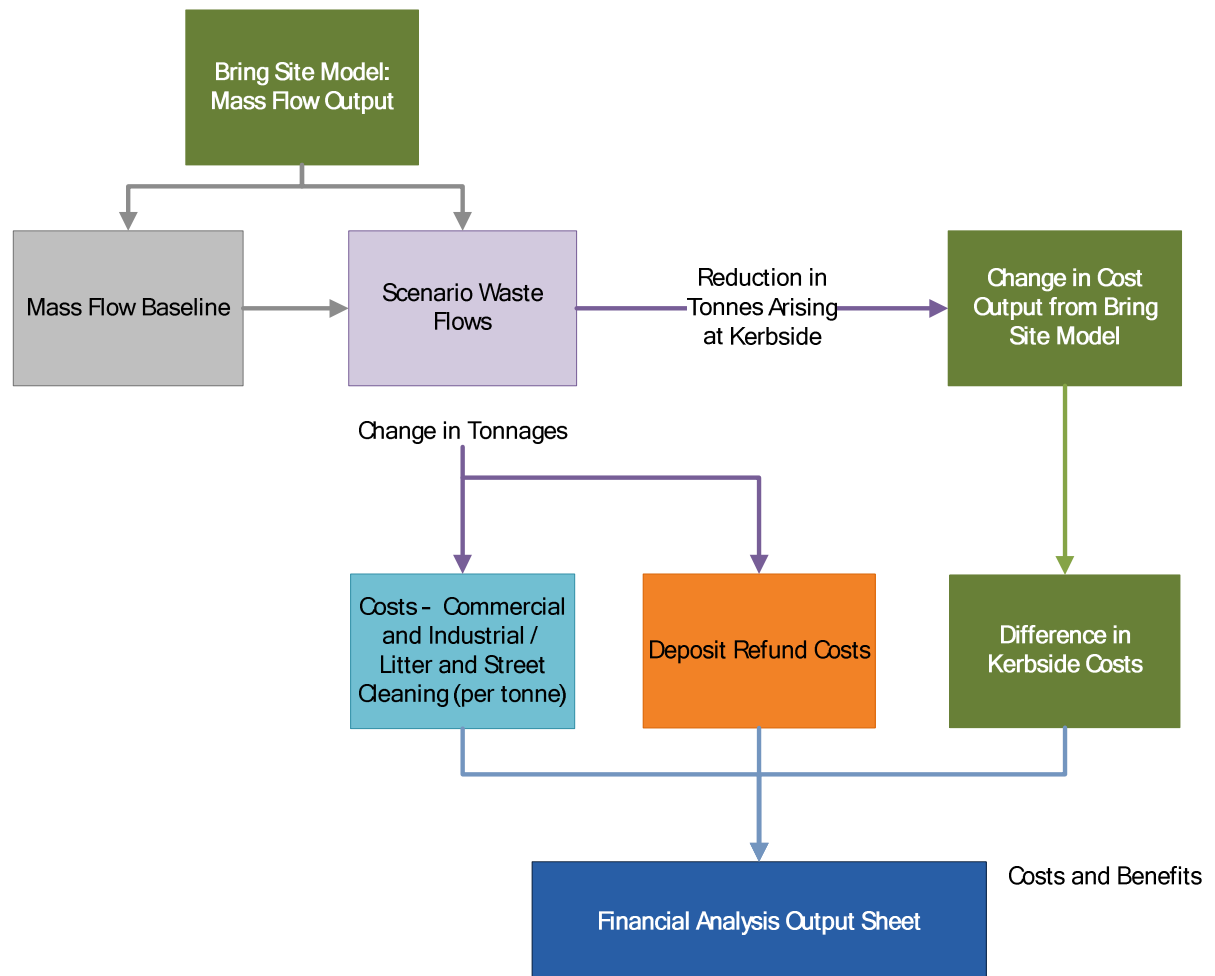 Bring Site Model:
Mass Flow Output
Mass Flow Baseline
Scenario Waste
Flows
Reduction in
Tonnes Arising
at Kerbside
Change in Cost
Output from Bring
Site Model
Change in Tonnages
Costs - Commercial
and Industrial /
Litter and Street
Cleaning (per tonne)
Deposit Refund Costs
Difference in
Kerbside Costs
Costs and Benefits
Financial Analysis Output Sheet